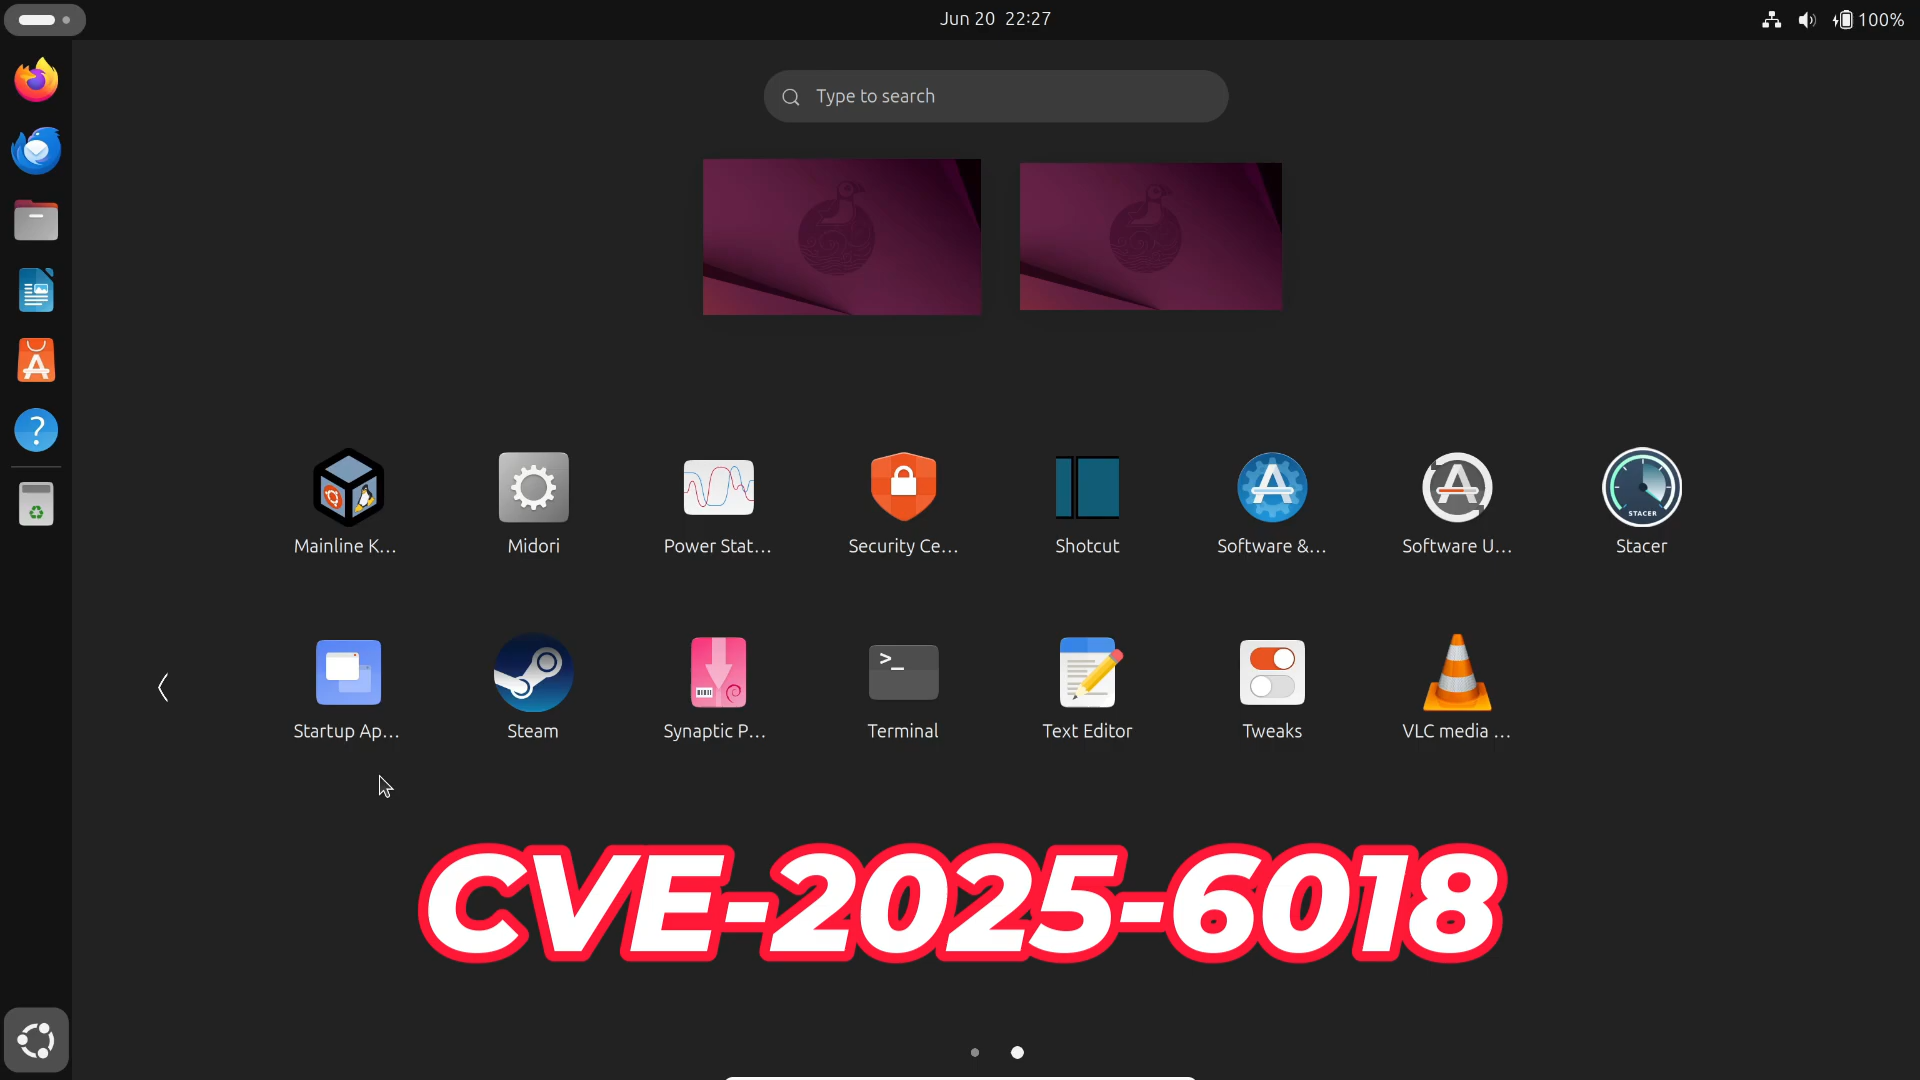 Jun 20 22:27
100%
Type to search
Mainline K...
Midori
Power Stat...
Security Ce...
Shotcut
Software &...
Software U...
STACER
Stacer
Startup Ap...
Steam
Synaptic P...
>_
Terminal
Text Editor
Tweaks
VLC media ...
CVE-2025-6018